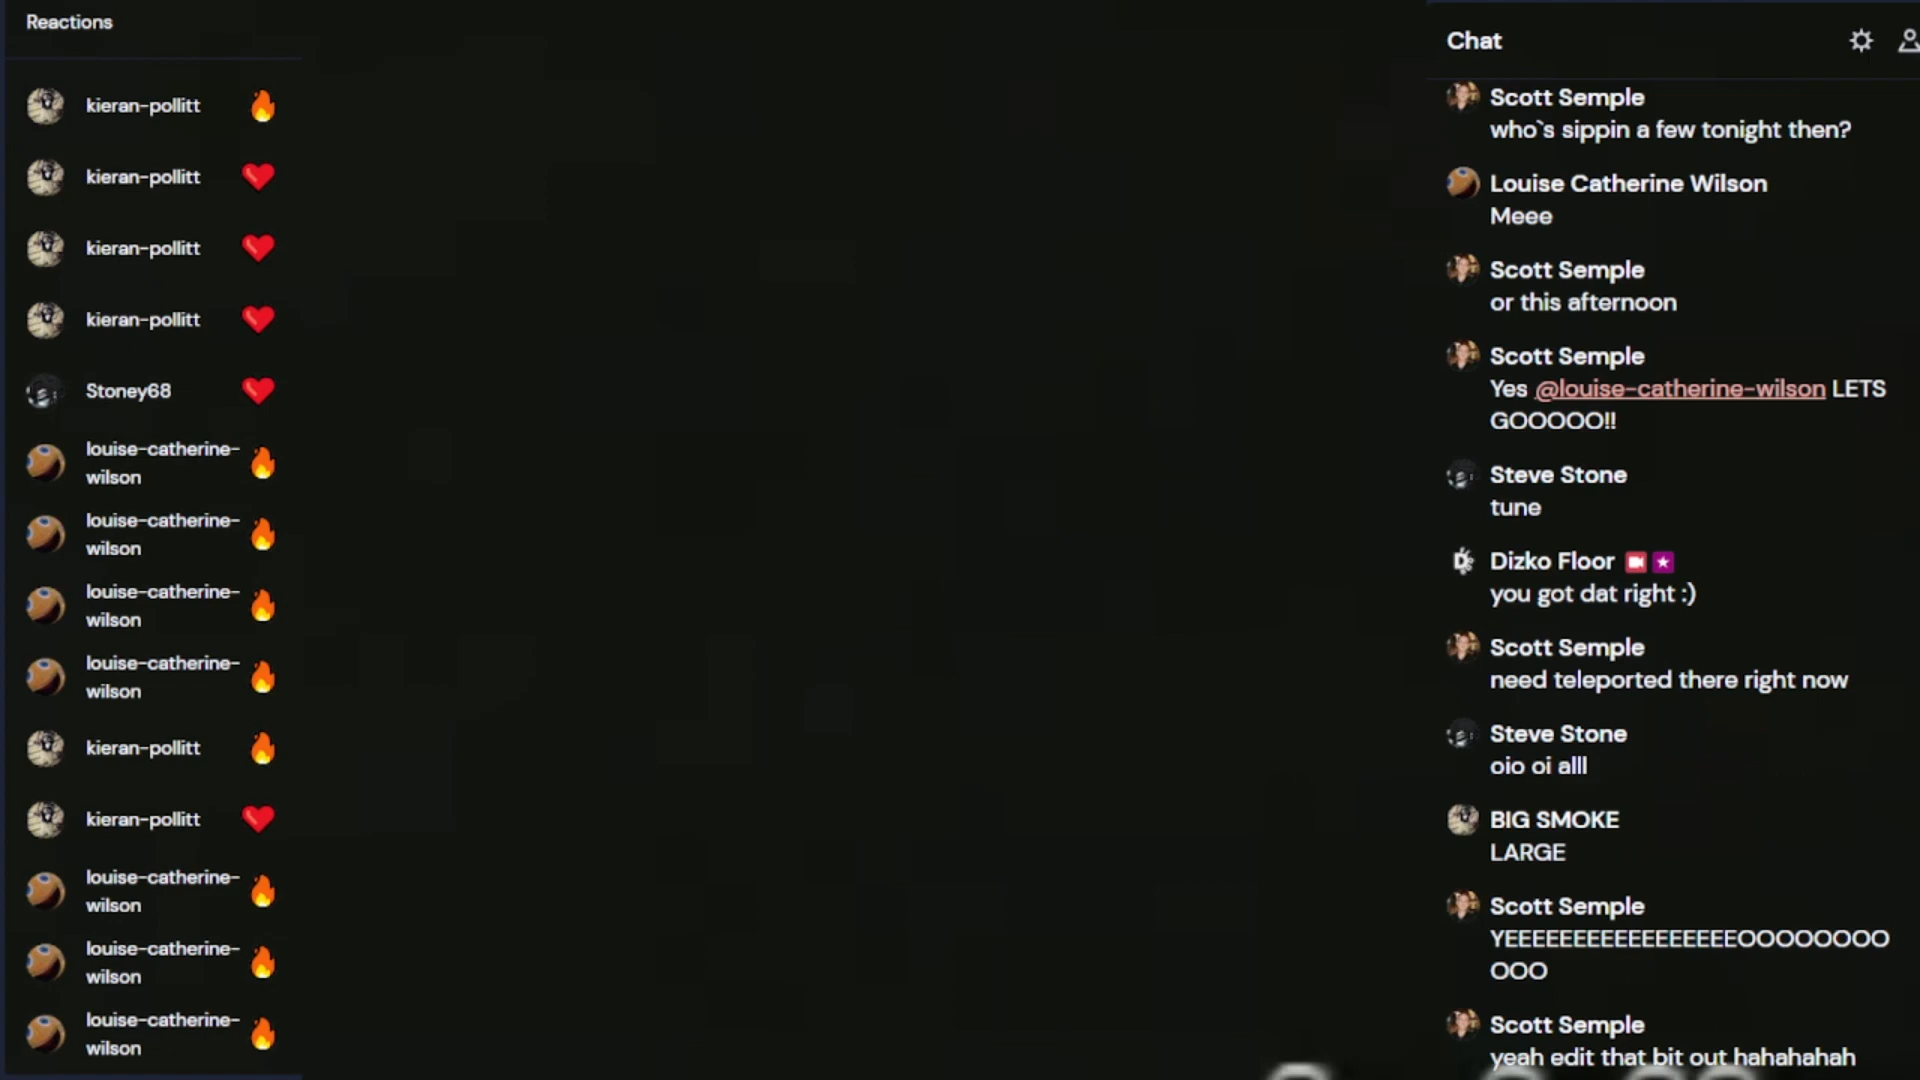 Reactions
kieran-pollitt
kieran-pollitt
kieran-pollitt
kieran-pollitt
Stoney68
louise-catherine-
wilson
louise-catherine-
wilson
louise-catherine-
wilson
louise-catherine-
wilson
kieran-pollitt
kieran-pollitt
louise-catherine-
wilson
louise-catherine-
wilson
louise-catherine-
wilson
Chat
Scott Semple
who`s sippin a few tonight then?
Louise Catherine Wilson
Meee
Scott Semple
or this afternoon
Scott Semple
Yes @louise-catherine-wilson LETS
GOOOOO!!
Steve Stone
tune
Dizko Floor
you got dat right :)
Scott Semple
need teleported there right now
Steve Stone
oio oi alll
BIG SMOKE
LARGE
Scott Semple
YEEEEEEEEEEEEEEEEEOOOOOOOO
OOO
Scott Semple
yeah edit that bit out hahahahah